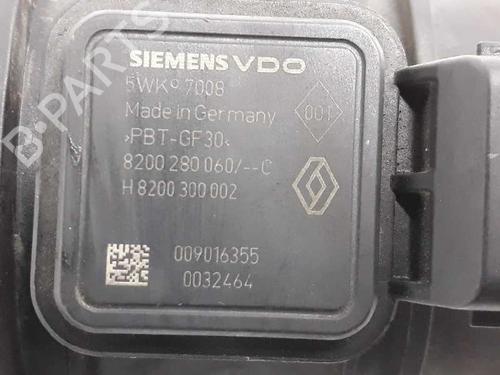 SIEMENS VDO
5WK9 7008
Made in Germany
001
>PBT-GF30<
8200 280 060/--C
H 8200 300 002
009016355
0032464
B-PARTS